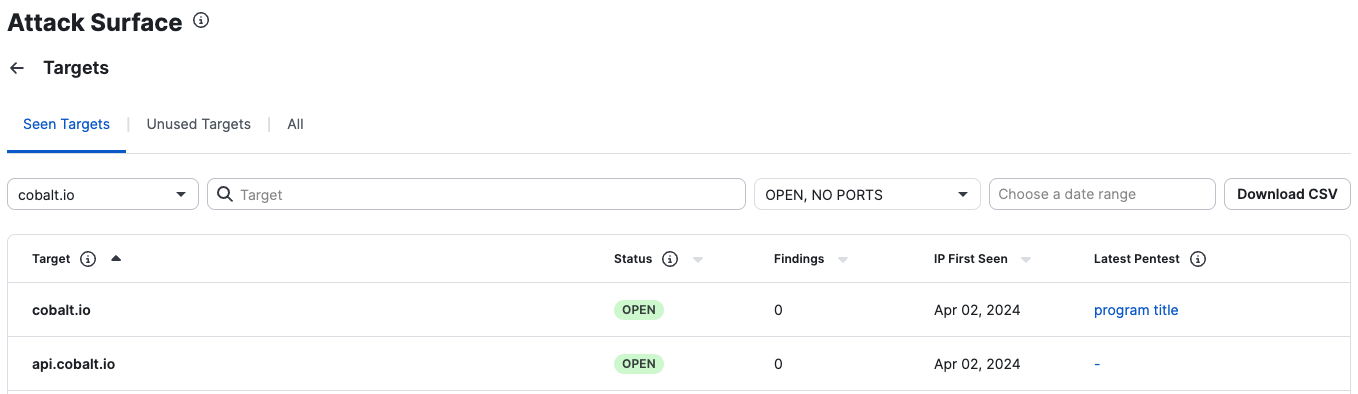 Attack Surface
Targets
Seen Targets | Unused Targets | All
cobalt.io Target OPEN, NO PORTS Choose a date range Download CSV
Target Status Findings IP First Seen Latest Pentest
cobalt.io OPEN 0 Apr 02, 2024 program title
api.cobalt.io OPEN 0 Apr 02, 2024 -